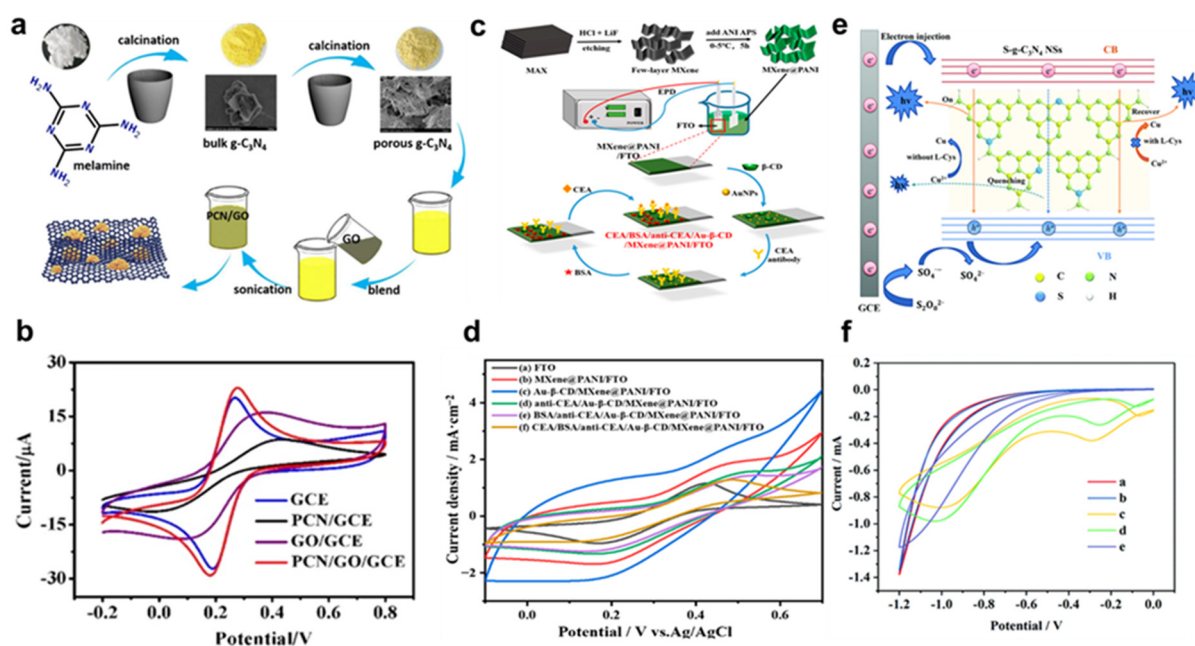 a
calcination
calcination
H₂N
NH₂
N
N
N
NH₂
melamine
bulk g-C₃N₄
porous g-C₃N₄
PCN/GO
GO
sonication
blend
c
HCl + LiF
etching
add ANI APS
0-5°C, 5h
MAX
Few-layer MXene
MXene@PANI
EPD
FTO
MXene@PANI
/FTO
β-CD
CEA
AuNPs
CEA/BSA/anti-CEA/Au-β-CD
/MXene@PANI/FTO
CEA
antibody
BSA
e
Electron injection
S-g-C₃N₄ NSs
CB
e⁻
e⁻
e⁻
e⁻
e⁻
e⁻
e⁻
e⁻
e⁻
hv
On
Recover
hv
Cu
with L-Cys
Cu²⁺
Cu
without L-Cys
Cu²⁺
Quenching
hv
h⁺
h⁺
h⁺
VB
SO₄²⁻
S₂O₈²⁻
GCE
C
N
S
H
b
Current/μA
30
15
0
-15
-30
GCE
PCN/GCE
GO/GCE
PCN/GO/GCE
-0.2
0.0
0.2
0.4
0.6
0.8
Potential/V
d
Current density / mA·cm⁻²
4
2
0
-2
(a) FTO
(b) MXene@PANI/FTO
(c) Au-β-CD/MXene@PANI/FTO
(d) anti-CEA/Au-β-CD/MXene@PANI/FTO
(e) BSA/anti-CEA/Au-β-CD/MXene@PANI/FTO
(f) CEA/BSA/anti-CEA/Au-β-CD/MXene@PANI/FTO
0.0
0.2
0.4
0.6
Potential / V vs.Ag/AgCl
f
Current / mA
0.2
0.0
-0.2
-0.4
-0.6
-0.8
-1.0
-1.2
-1.4
a
b
c
d
e
-1.2
-1.0
-0.8
-0.6
-0.4
-0.2
0.0
Potential / V